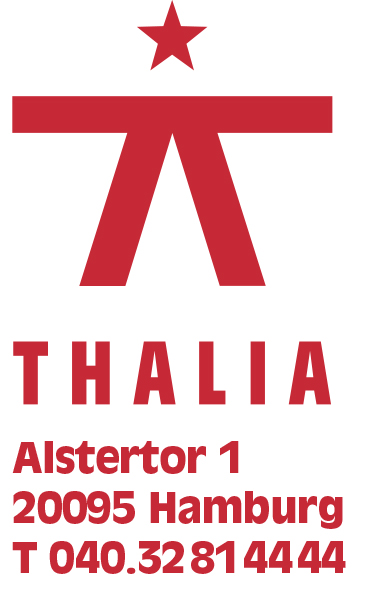 THALIA
Alstertor 1
20095 Hamburg
T 040.32 81 44 44